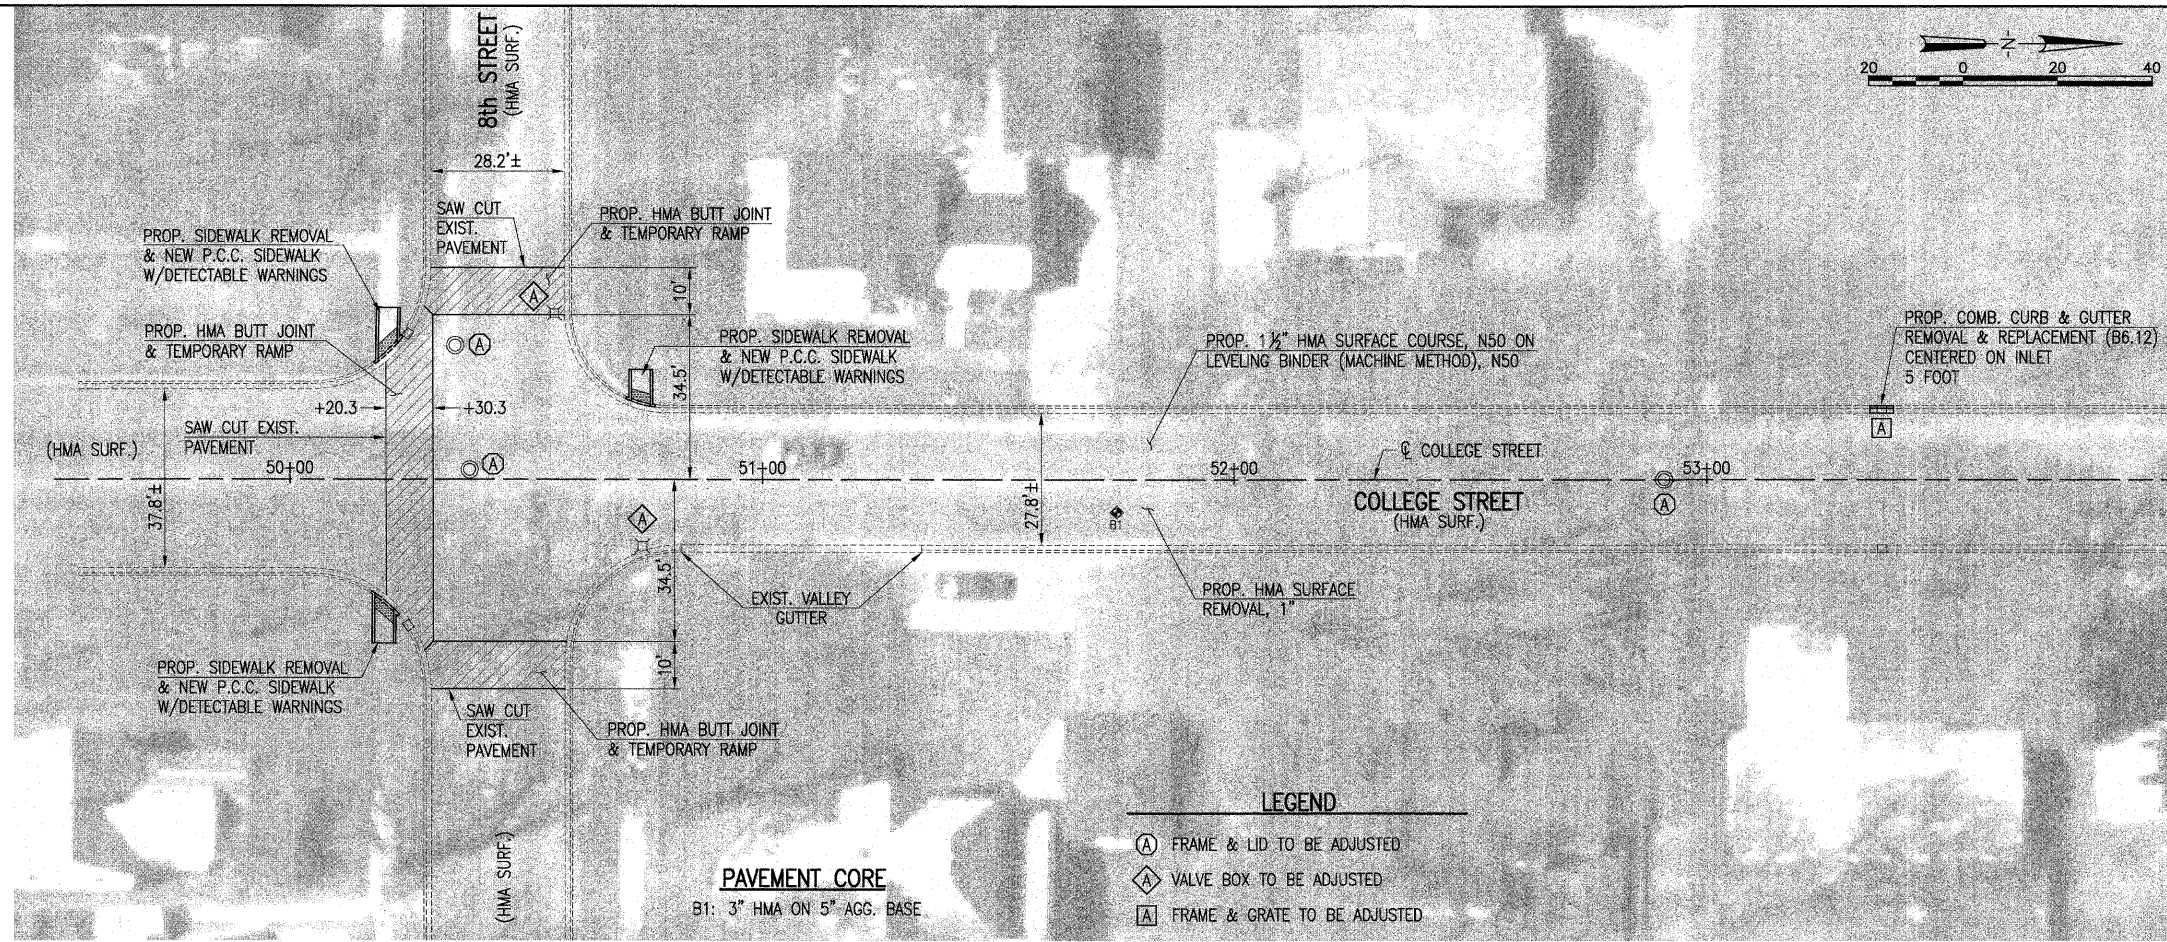 8th STREET
(HMA SURF.)
N
20 0 20 40
28.2'±
SAW CUT
EXIST.
PAVEMENT
PROP. HMA BUTT JOINT
& TEMPORARY RAMP
PROP. SIDEWALK REMOVAL
& NEW P.C.C. SIDEWALK
W/DETECTABLE WARNINGS
A
10'
PROP. HMA BUTT JOINT
& TEMPORARY RAMP
A
PROP. SIDEWALK REMOVAL
& NEW P.C.C. SIDEWALK
W/DETECTABLE WARNINGS
34.5'
PROP. 1½" HMA SURFACE COURSE, N50 ON
LEVELING BINDER (MACHINE METHOD), N50
PROP. COMB. CURB & GUTTER
REMOVAL & REPLACEMENT (B6.12)
CENTERED ON INLET
5 FOOT
A
+20.3
+30.3
SAW CUT EXIST.
PAVEMENT
(HMA SURF.)
50+00
A
51+00
52+00
℄ COLLEGE STREET
53+00
COLLEGE STREET
(HMA SURF.)
A
37.8'±
A
27.8'±
B1
34.5'
EXIST. VALLEY
GUTTER
PROP. HMA SURFACE
REMOVAL, 1"
10'
PROP. SIDEWALK REMOVAL
& NEW P.C.C. SIDEWALK
W/DETECTABLE WARNINGS
SAW CUT
EXIST.
PAVEMENT
PROP. HMA BUTT JOINT
& TEMPORARY RAMP
(HMA SURF.)
PAVEMENT CORE
B1: 3" HMA ON 5" AGG. BASE
LEGEND
A FRAME & LID TO BE ADJUSTED
A VALVE BOX TO BE ADJUSTED
A FRAME & GRATE TO BE ADJUSTED